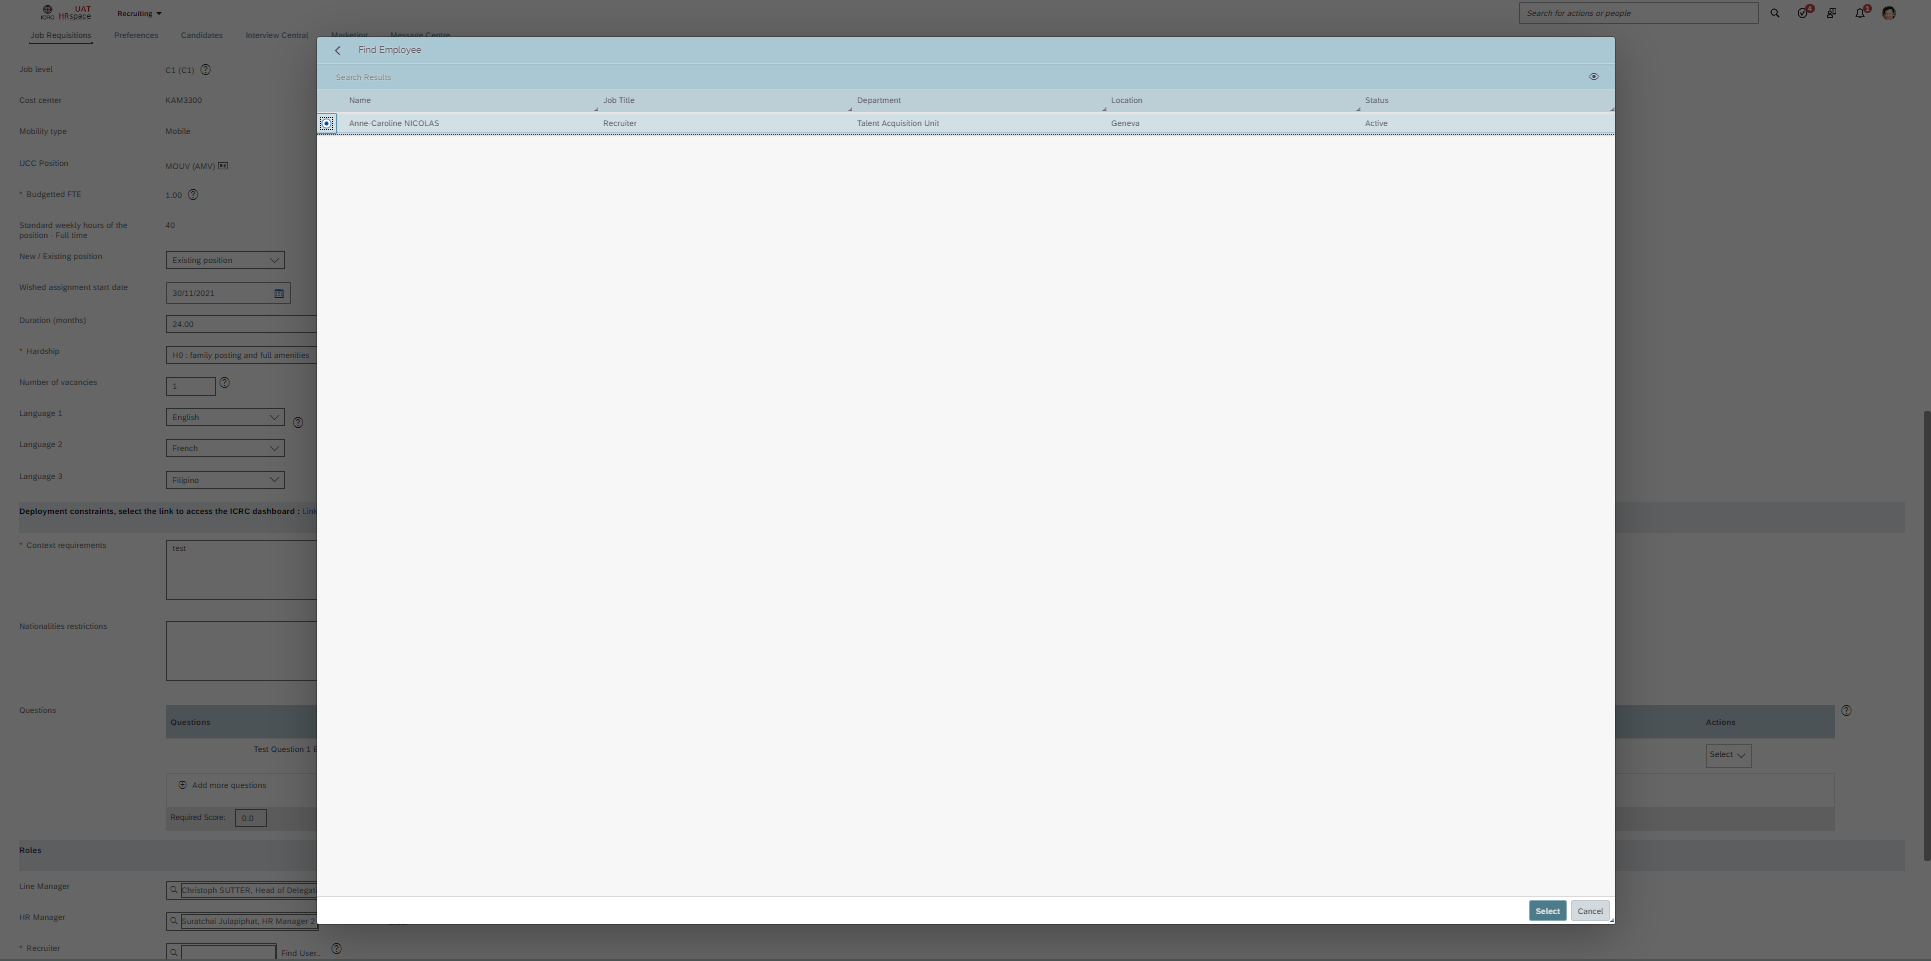 UAT
ICRC HRspace
Recruiting
Search for actions or people
4
1
Job Requisitions
Preferences
Candidates
Interview Central
Marketing
Message Centre
Find Employee
Search Results
Name
Job Title
Department
Location
Status
Anne-Caroline NICOLAS
Recruiter
Talent Acquisition Unit
Geneva
Active
Job level
C1 (C1)
Cost center
KAM3300
Mobility type
Mobile
UCC Position
MOUV (AMV)
* Budgetted FTE
1.00
Standard weekly hours of the
position - Full time
40
New / Existing position
Existing position
Wished assignment start date
30/11/2021
Duration (months)
24.00
* Hardship
H0 : family posting and full amenities
Number of vacancies
1
Language 1
English
Language 2
French
Language 3
Filipino
Deployment constraints, select the link to access the ICRC dashboard : Link
* Context requirements
test
Nationalities restrictions
Questions
Questions
Actions
Test Question 1 E
Select
Add more questions
Required Score:
0.0
Roles
Line Manager
Christoph SUTTER, Head of Delegati
HR Manager
Suratchai Julapiphat, HR Manager 2
* Recruiter
Find User...
Select
Cancel